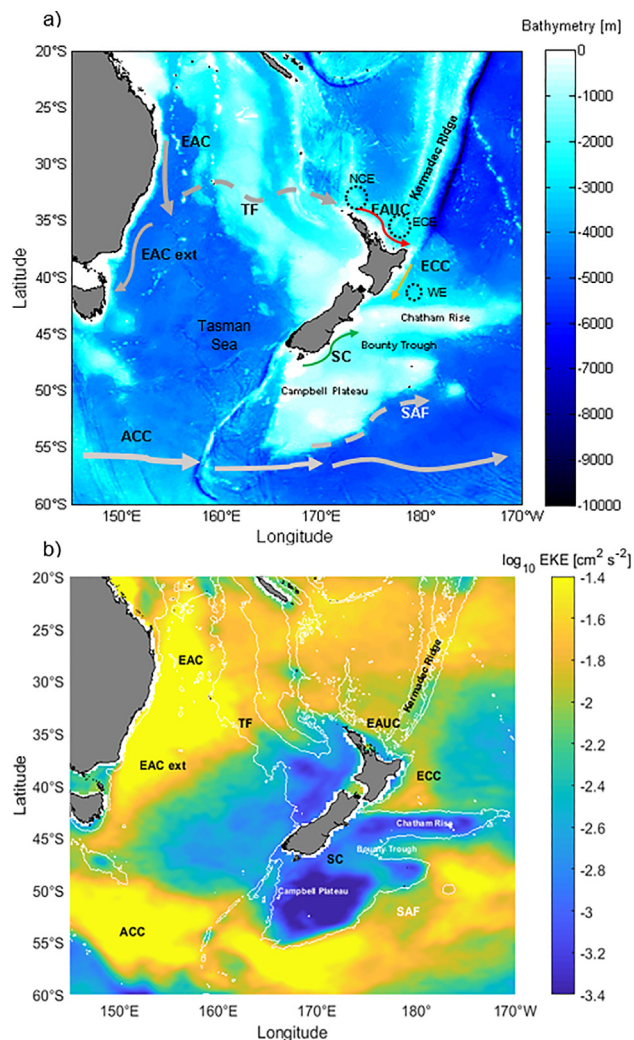 a)
Bathymetry [m]
20°S
25°S
30°S
35°S
40°S
45°S
50°S
55°S
60°S
Latitude
EAC
TF
NCE
EAUC
ECE
Kermadec Ridge
EAC ext
ECC
WE
Tasman
Sea
Chatham Rise
Bounty Trough
SC
Campbell Plateau
SAF
ACC
150°E
160°E
170°E
180°
170°W
Longitude
0
-1000
-2000
-3000
-4000
-5000
-6000
-7000
-8000
-9000
-10000
b)
log10 EKE [cm2 s-2]
20°S
25°S
30°S
35°S
40°S
45°S
50°S
55°S
60°S
Latitude
EAC
Kermadec Ridge
TF
EAUC
EAC ext
ECC
Chatham Rise
Bounty Trough
SC
Campbell Plateau
SAF
ACC
150°E
160°E
170°E
180°
170°W
Longitude
-1.4
-1.6
-1.8
-2
-2.2
-2.4
-2.6
-2.8
-3
-3.2
-3.4